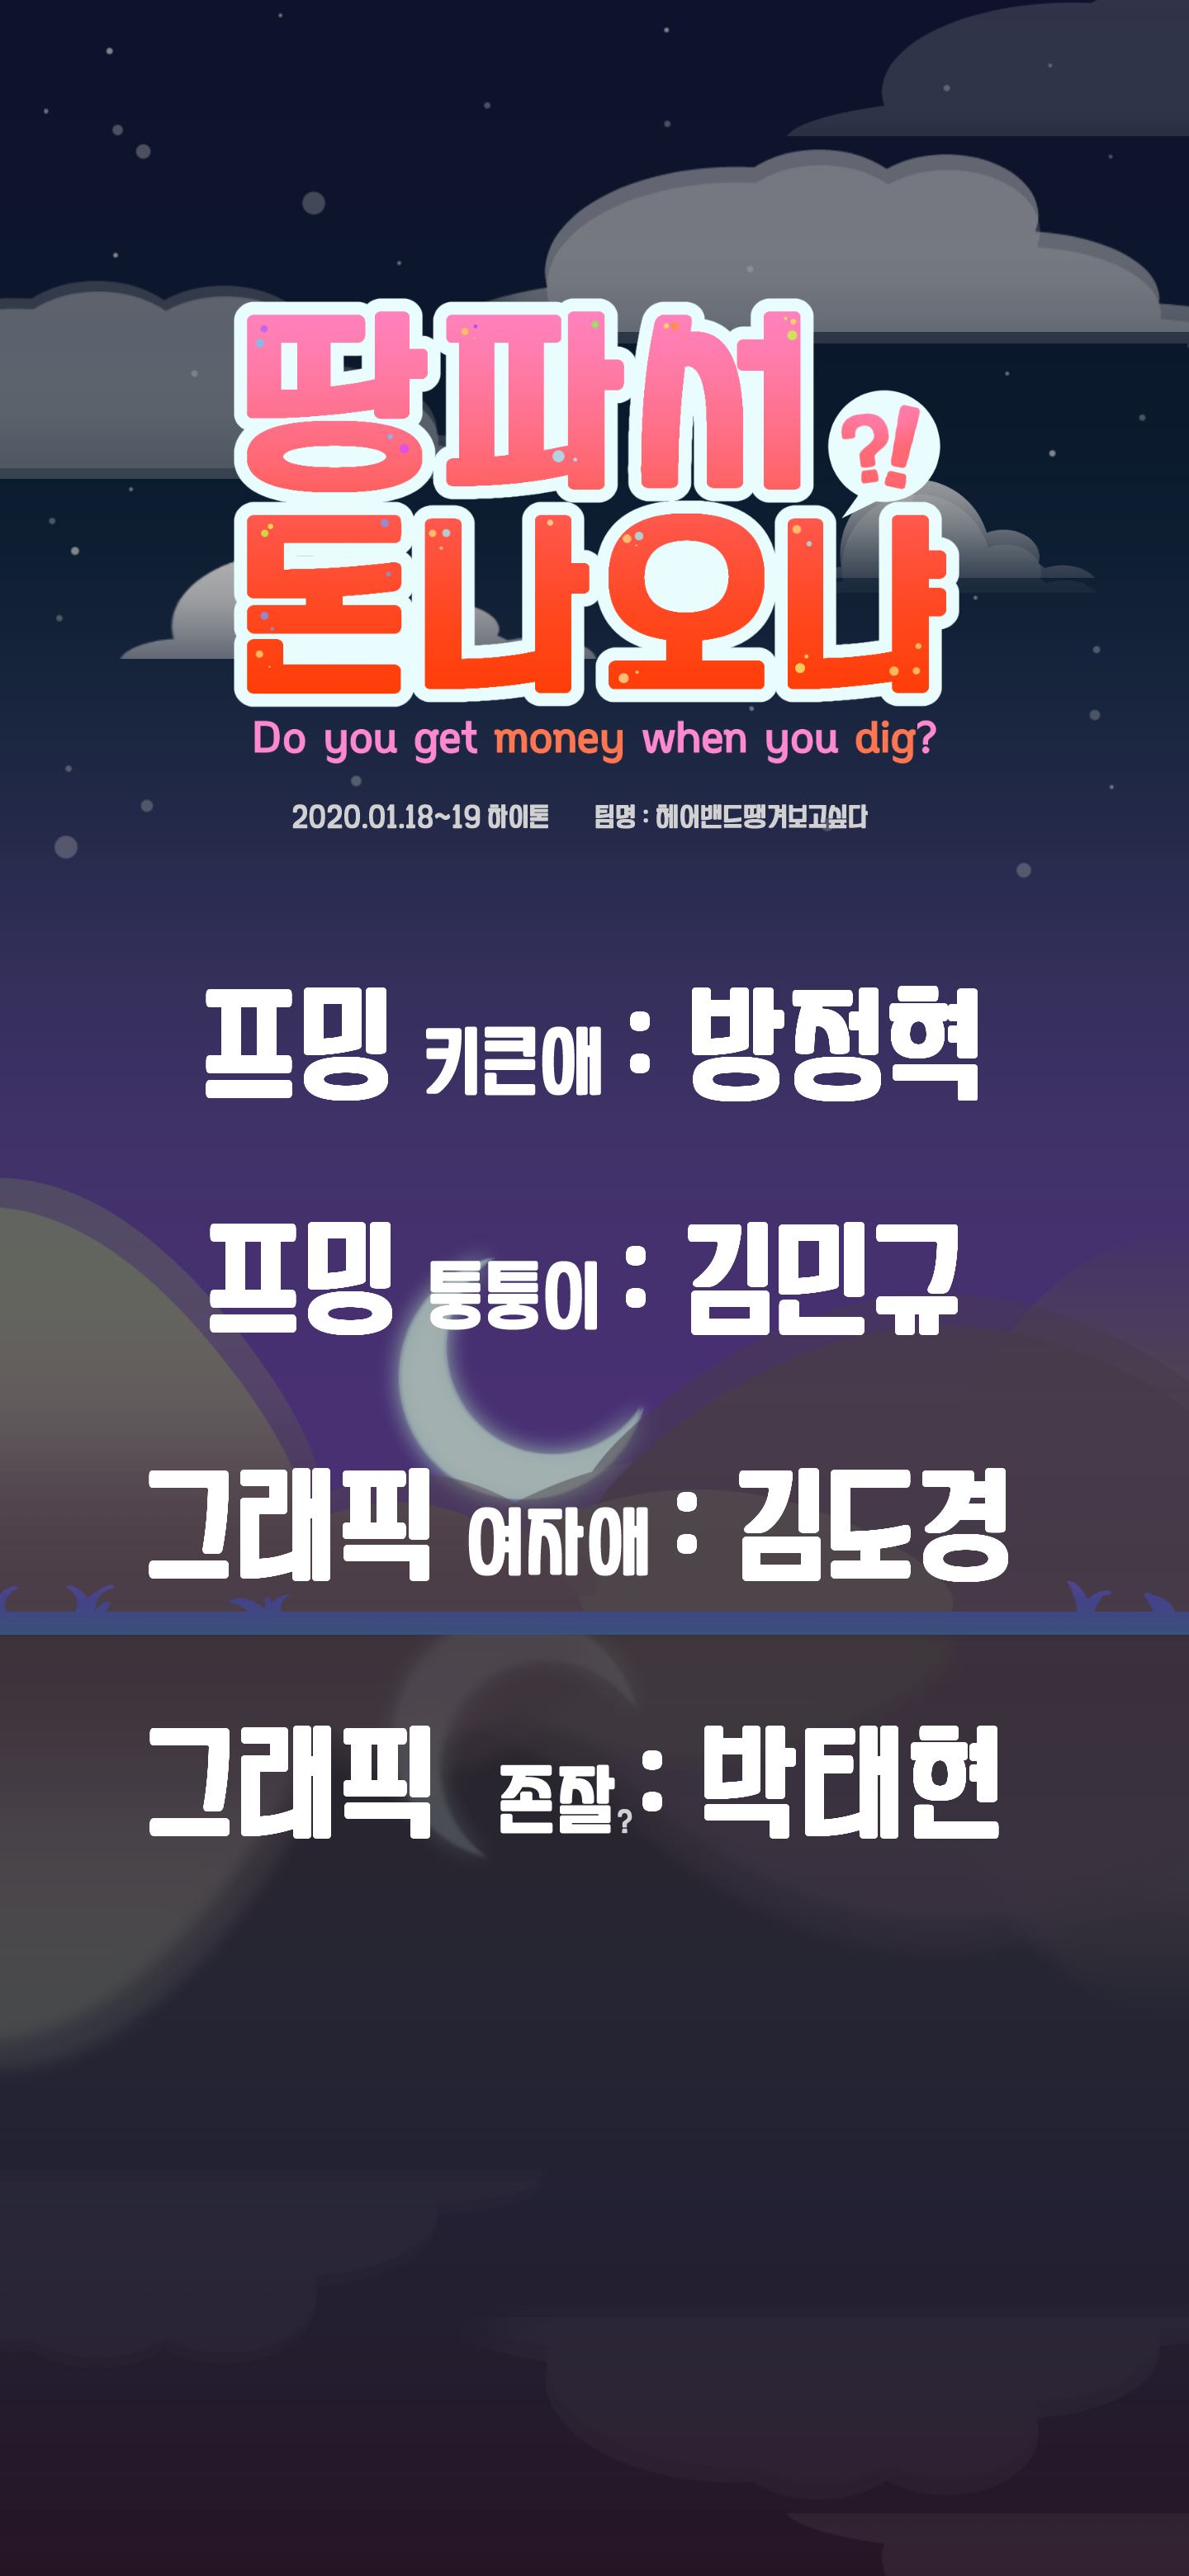 땅파서?!
돈나오냐
Do you get money when you dig?
2020.01.18~19 하이톤 팀명 : 헤이밴드땡겨보고싶다
프밍 키큰애 : 방정혁
프밍 통통이 : 김민규
그래픽 여자애 : 김도경
그래픽 존잘? : 박태현